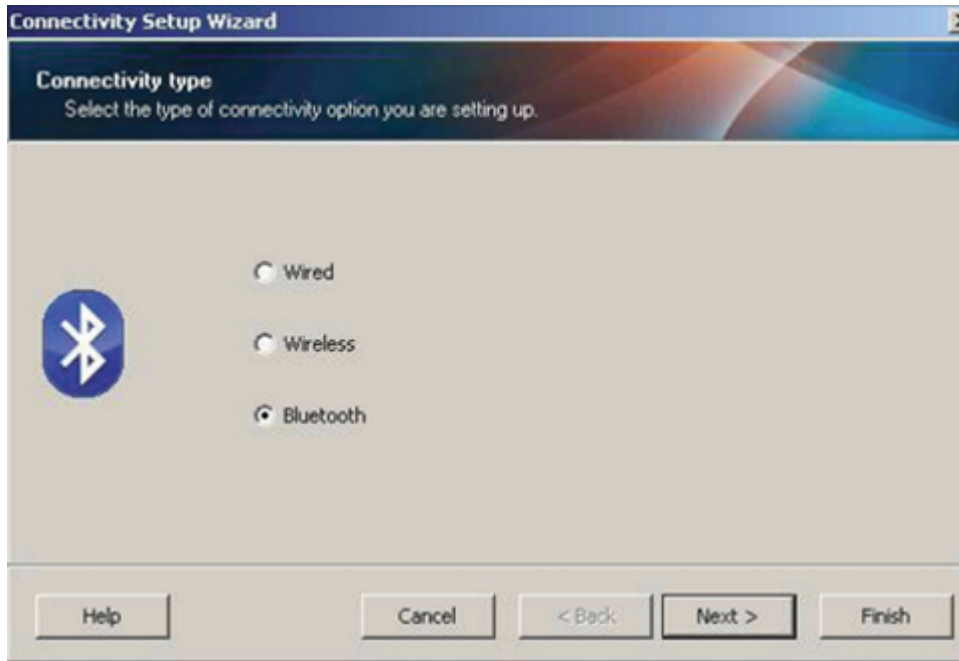 Connectivity Setup Wizard
Connectivity type
Select the type of connectivity option you are setting up.
Wired
Wireless
Bluetooth
Help
Cancel
< Back
Next >
Finish